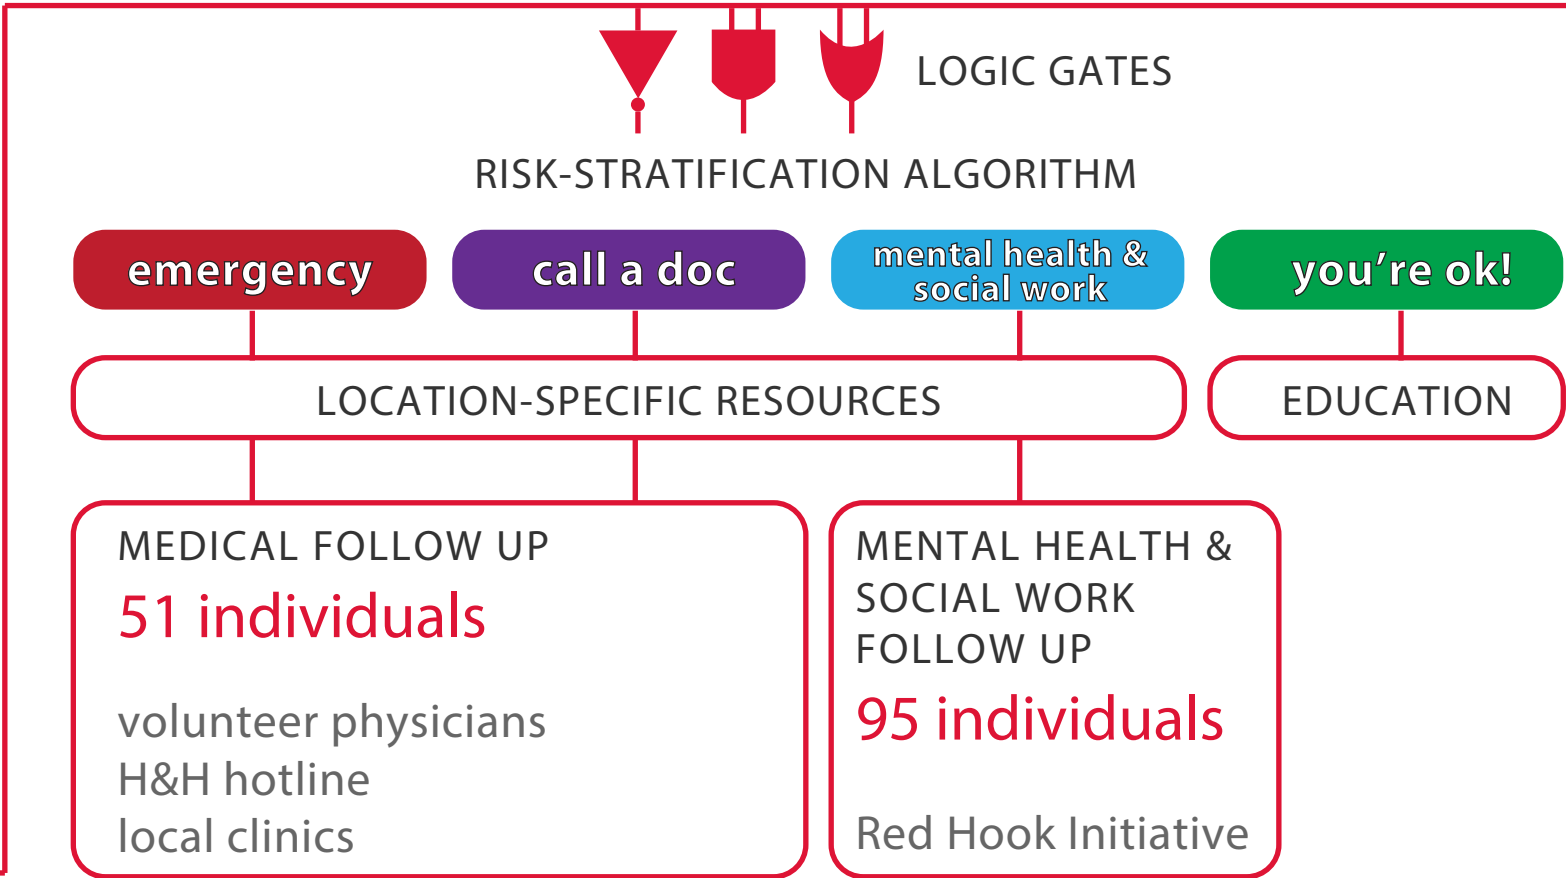 LOGIC GATES
RISK-STRATIFICATION ALGORITHM
emergency
call a doc
mental health &
social work
you're ok!
LOCATION-SPECIFIC RESOURCES
EDUCATION
MEDICAL FOLLOW UP
51 individuals
volunteer physicians
H&H hotline
local clinics
MENTAL HEALTH &
SOCIAL WORK
FOLLOW UP
95 individuals
Red Hook Initiative